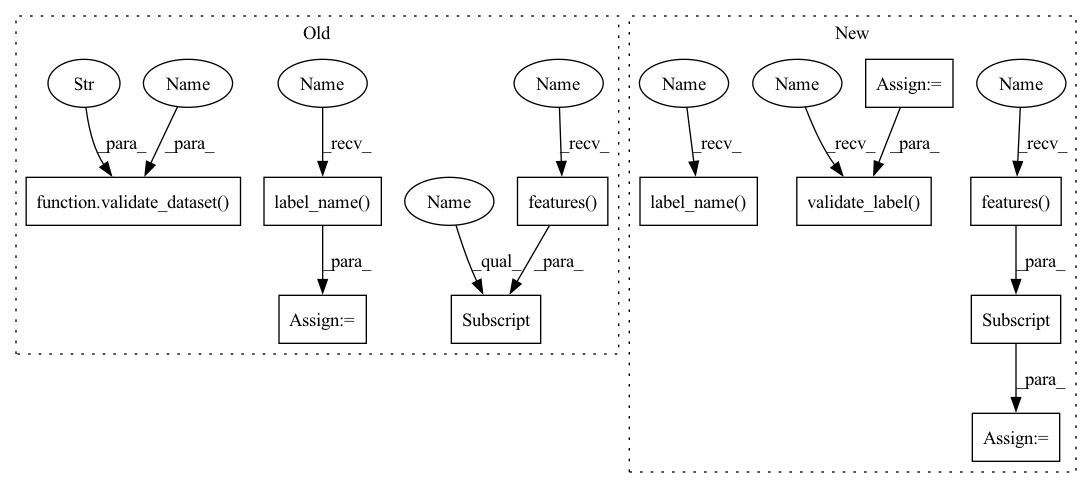 Old
New
Str
Name
Name
Name
Name
Name
Assign:=
Name
_para_
_para_
_recv_
_recv_
_recv_
_recv_
_para_
_recv_
function.validate_dataset()
label_name()
Name
features()
label_name()
validate_label()
features()
_para_
_qual_
_para_
_para_
Assign:=
Subscript
Subscript
_para_
Assign:=